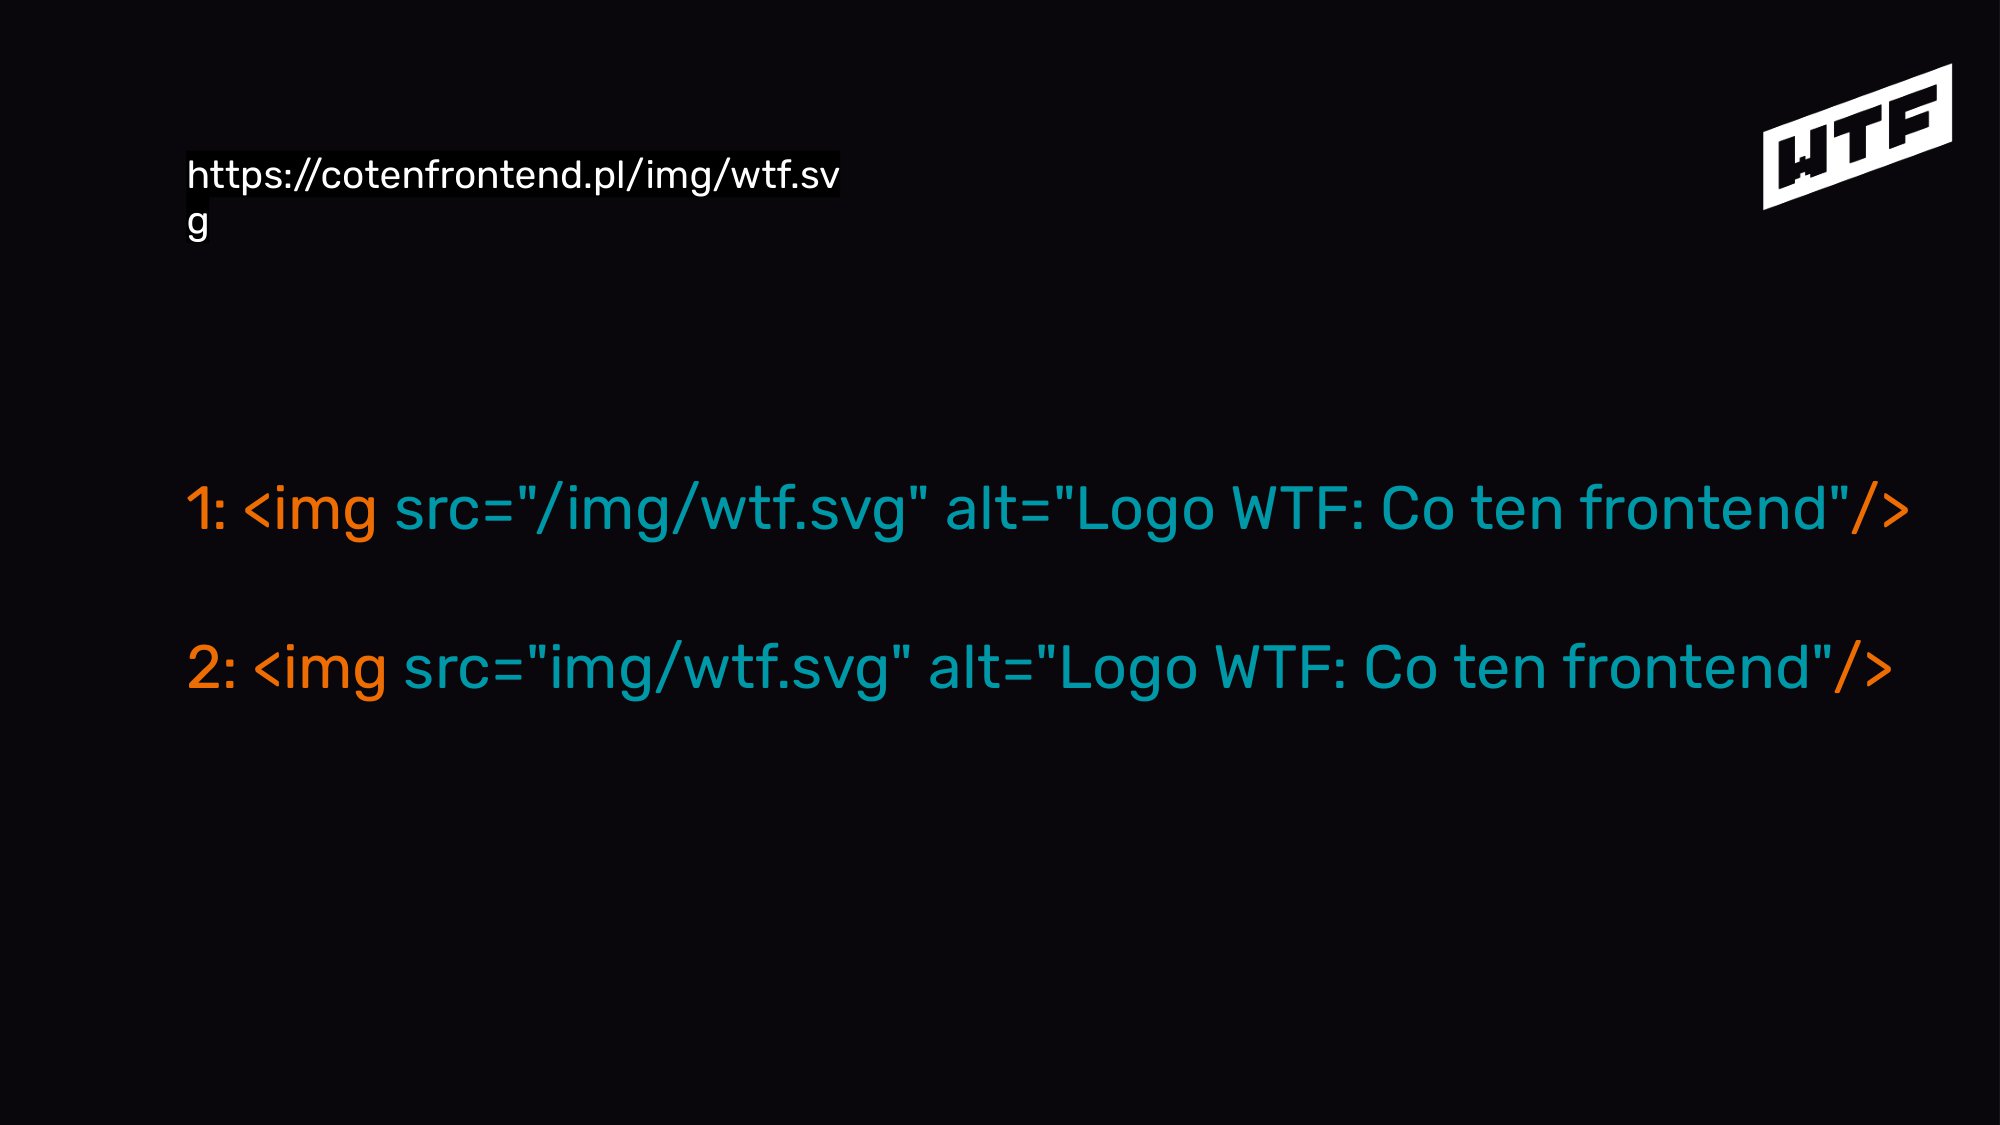 WTF
https://cotenfrontend.pl/img/wtf.sv
g
1: <img src="/img/wtf.svg" alt="Logo WTF: Co ten frontend"/>
2: <img src="img/wtf.svg" alt="Logo WTF: Co ten frontend"/>